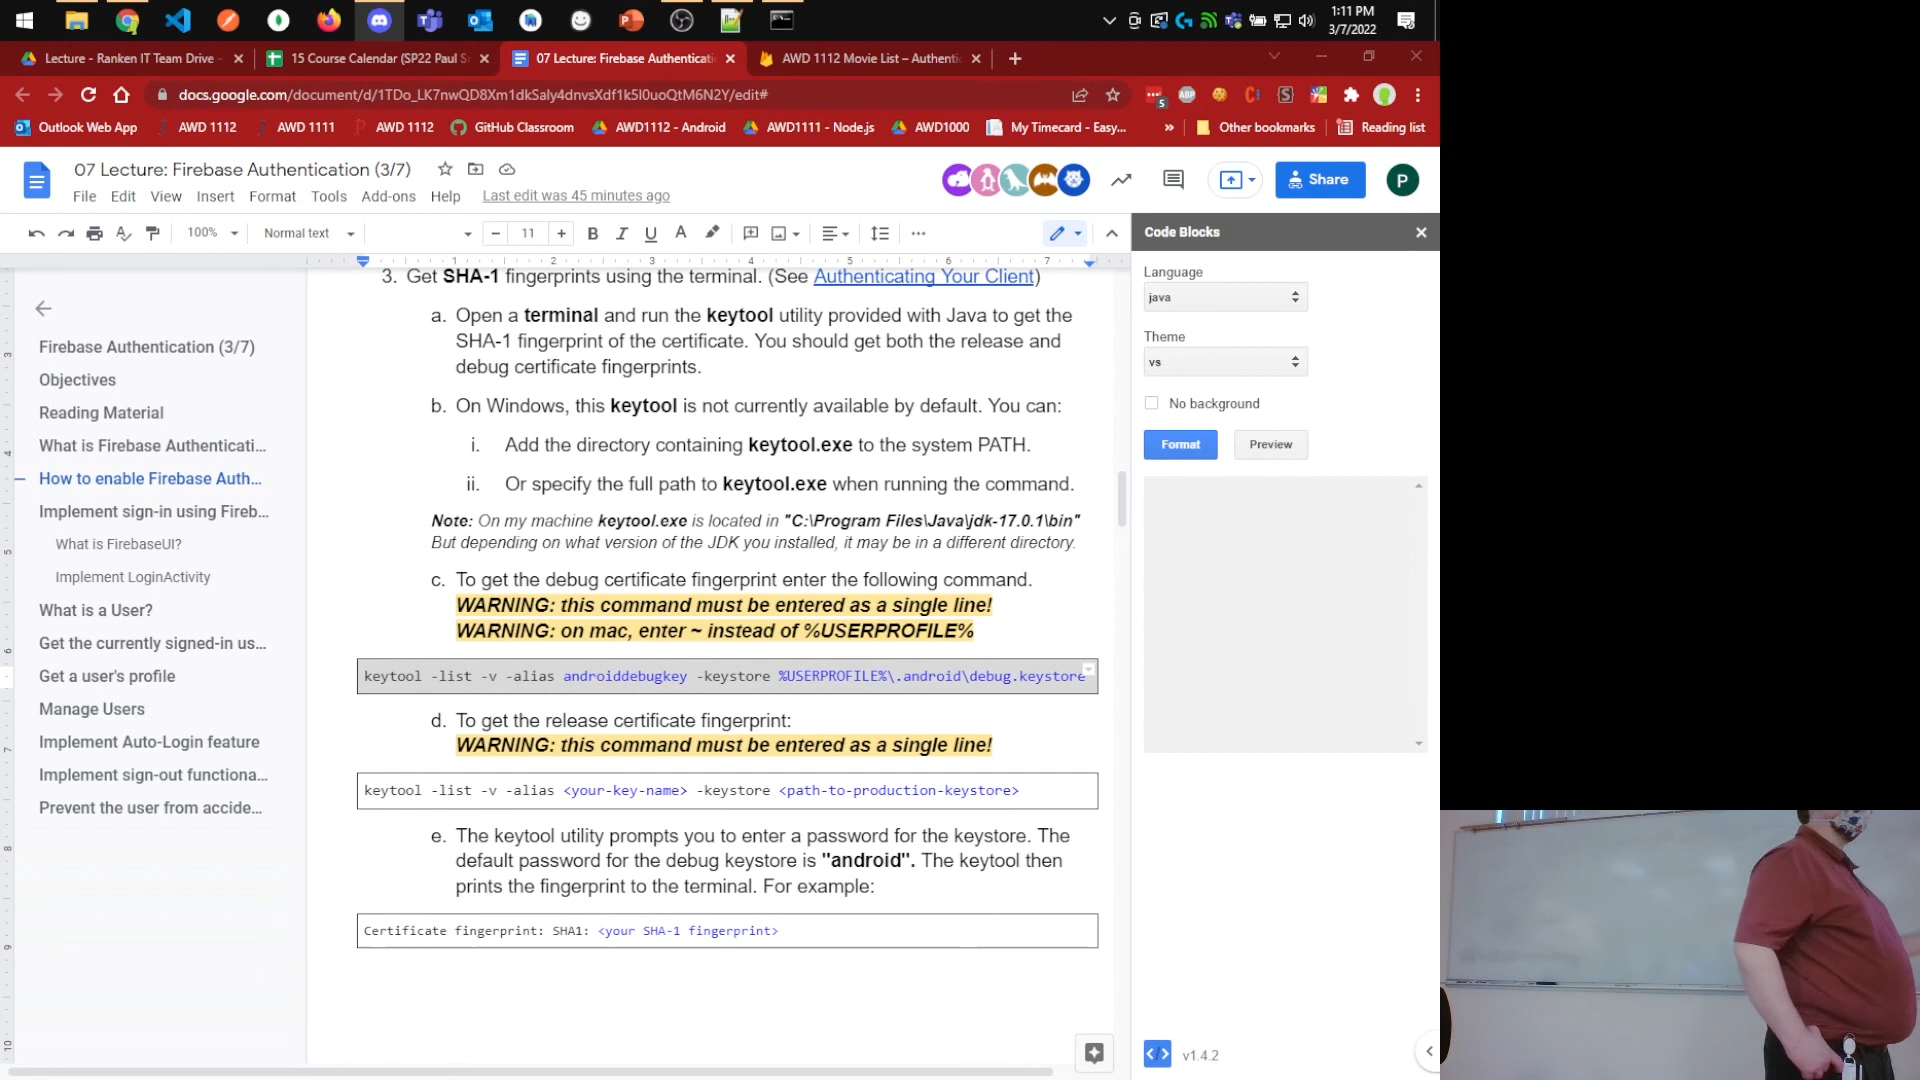 1:11 PM
3/7/2022
Lecture - Ranken IT Team Drive -
15 Course Calendar (SP22 Paul S
07 Lecture: Firebase Authenticati
AWD 1112 Movie List – Authenti
docs.google.com/document/d/1TDo_LK7nwQD8Xm1dkSaly4dnvsXdf1k5l0uoQtM6N2Y/edit#
5
ABP
Outlook Web App
AWD 1112
AWD 1111
AWD 1112
GitHub Classroom
AWD1112 - Android
AWD1111 - Node.js
AWD1000
My Timecard - Easy...
»
Other bookmarks
Reading list
07 Lecture: Firebase Authentication (3/7)
Share
P
File Edit View Insert Format Tools Add-ons Help Last edit was 45 minutes ago
100% Normal text 11 B I U A
Code Blocks
1 2 3 4 5 6 7
Language
java
Theme
vs
No background
Format
Preview
v1.4.2
Firebase Authentication (3/7)
Objectives
Reading Material
What is Firebase Authenticati...
How to enable Firebase Auth...
Implement sign-in using Fireb...
What is FirebaseUI?
Implement LoginActivity
What is a User?
Get the currently signed-in us...
Get a user's profile
Manage Users
Implement Auto-Login feature
Implement sign-out functiona...
Prevent the user from accide...
3. Get SHA-1 fingerprints using the terminal. (See Authenticating Your Client)
a. Open a terminal and run the keytool utility provided with Java to get the
SHA-1 fingerprint of the certificate. You should get both the release and
debug certificate fingerprints.
b. On Windows, this keytool is not currently available by default. You can:
i. Add the directory containing keytool.exe to the system PATH.
ii. Or specify the full path to keytool.exe when running the command.
Note: On my machine keytool.exe is located in "C:\Program Files\Java\jdk-17.0.1\bin"
But depending on what version of the JDK you installed, it may be in a different directory.
c. To get the debug certificate fingerprint enter the following command.
WARNING: this command must be entered as a single line!
WARNING: on mac, enter ~ instead of %USERPROFILE%
keytool -list -v -alias androiddebugkey -keystore %USERPROFILE%\.android\debug.keystore
d. To get the release certificate fingerprint:
WARNING: this command must be entered as a single line!
keytool -list -v -alias <your-key-name> -keystore <path-to-production-keystore>
e. The keytool utility prompts you to enter a password for the keystore. The
default password for the debug keystore is "android". The keytool then
prints the fingerprint to the terminal. For example:
Certificate fingerprint: SHA1: <your SHA-1 fingerprint>
3
4
5
6
7
8
9
10